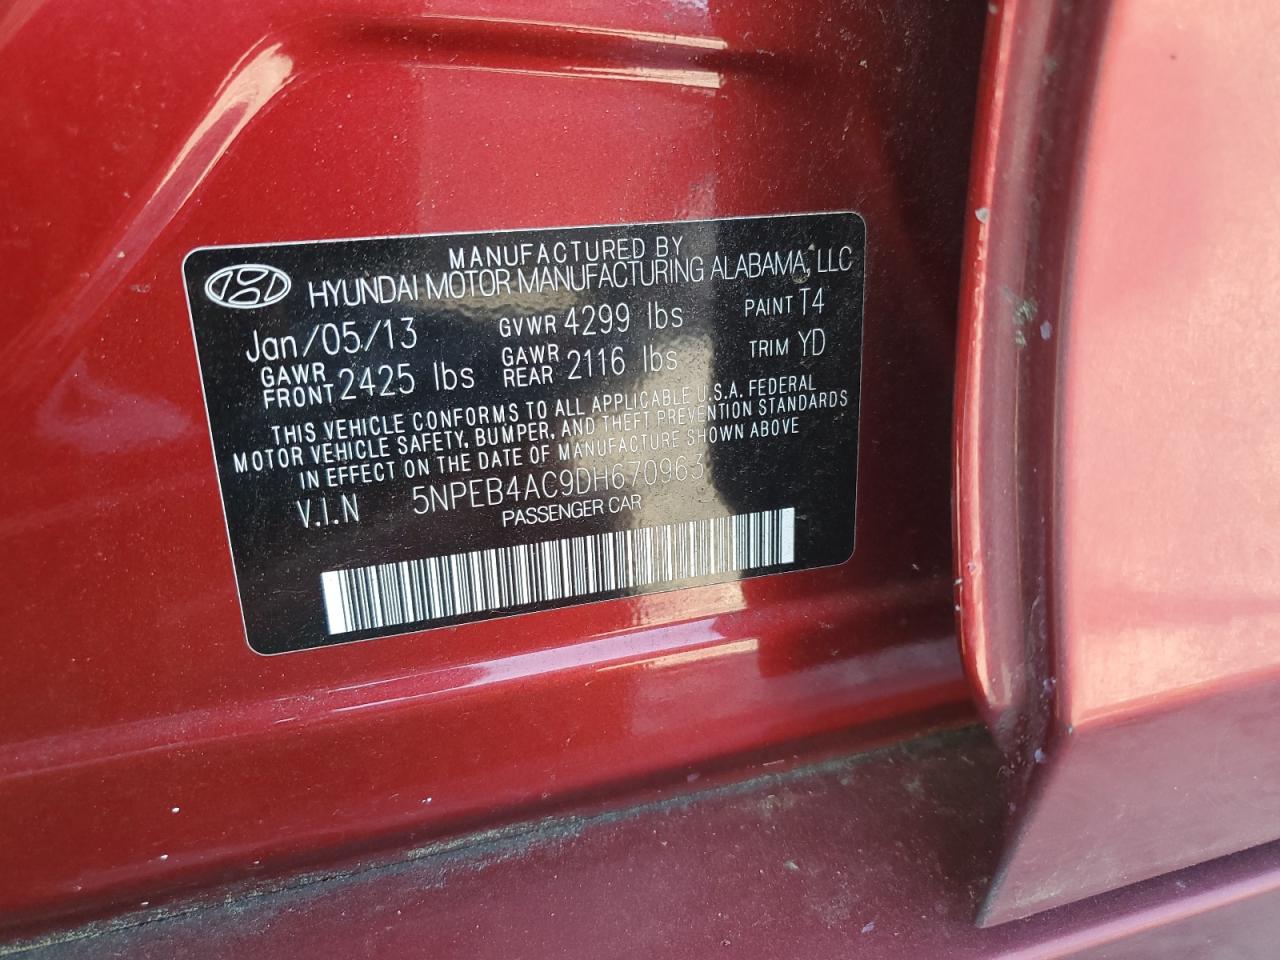 MANUFACTURED BY
HYUNDAI MOTOR MANUFACTURING ALABAMA, LLC
Jan/05/13 GVWR 4299 lbs PAINT T4
GAWR FRONT 2425 lbs GAWR REAR 2116 lbs TRIM YD
THIS VEHICLE CONFORMS TO ALL APPLICABLE U.S.A. FEDERAL
MOTOR VEHICLE SAFETY, BUMPER, AND THEFT PREVENTION STANDARDS
IN EFFECT ON THE DATE OF MANUFACTURE SHOWN ABOVE
V.I.N 5NPEB4AC9DH670963
PASSENGER CAR